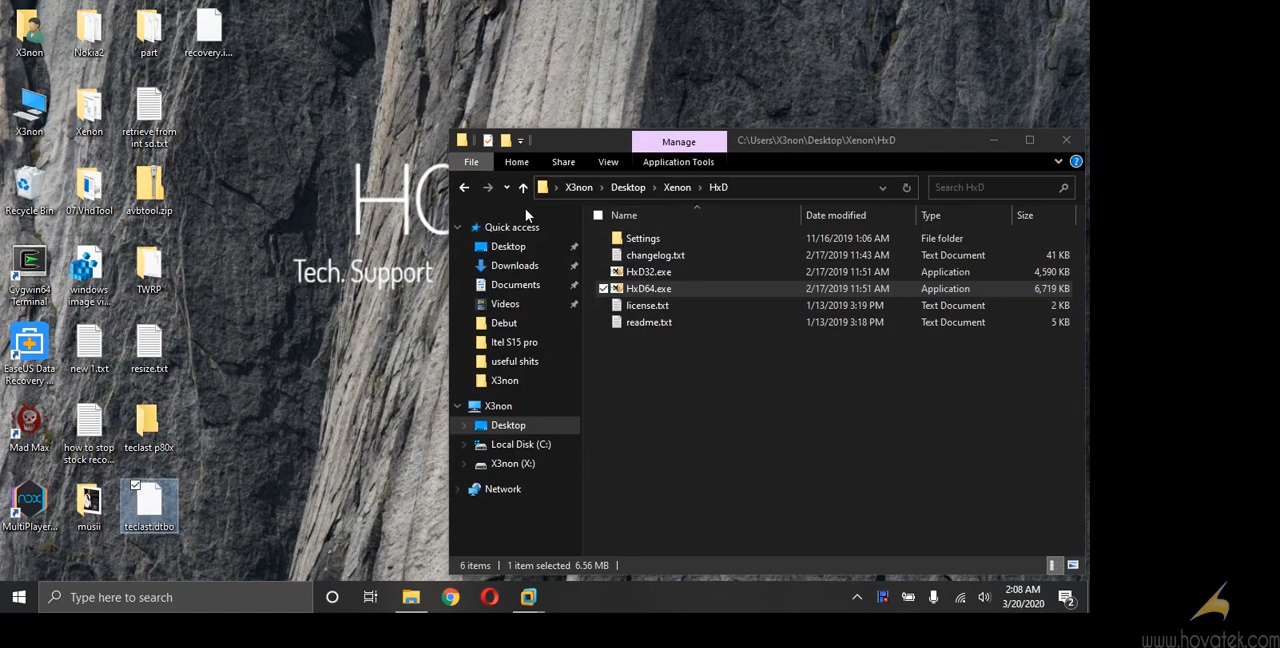 X3non
Nokia2
part
recovery.i...
X3non
Xenon
retrieve from
int sd.txt
Recycle Bin
07.VhdTool
avbtool.zip
Cygwin64
Terminal
windows
image vi...
TWRP
EaseUS Data
Recovery ...
new 1.txt
resize.txt
Mad Max
how to stop
stock reco...
teclast p80x
MultiPlayer...
musii
teclast.dtbo
HO
Tech. Support
Manage
C:\Users\X3non\Desktop\Xenon\HxD
File Home Share View Application Tools
X3non > Desktop > Xenon > HxD
Search HxD
Name Date modified Type Size
Quick access
Desktop
Downloads
Documents
Videos
Debut
Itel S15 pro
useful shits
X3non
X3non
Desktop
Local Disk (C:)
X3non (X:)
Network
Settings 11/16/2019 1:06 AM File folder
changelog.txt 2/17/2019 11:43 AM Text Document 41 KB
HxD32.exe 2/17/2019 11:51 AM Application 4,590 KB
HxD64.exe 2/17/2019 11:51 AM Application 6,719 KB
license.txt 1/13/2019 3:19 PM Text Document 2 KB
readme.txt 1/13/2019 3:18 PM Text Document 5 KB
6 items 1 item selected 6.56 MB
Type here to search
2:08 AM
3/20/2020
2
www.hovatek.com